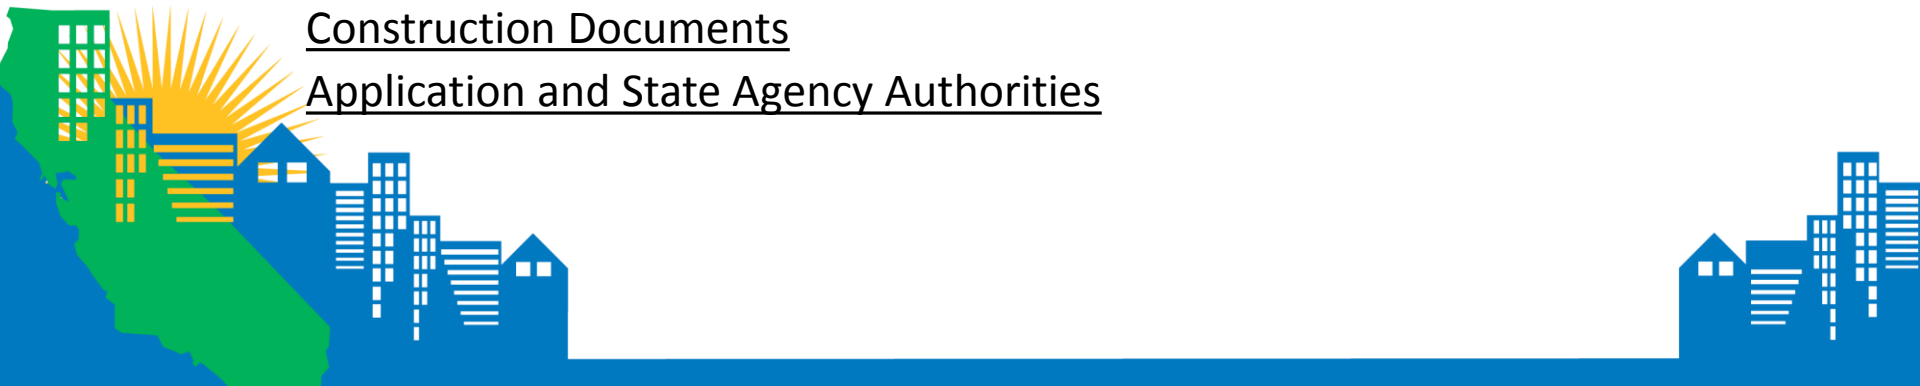 Construction Documents
Application and State Agency Authorities